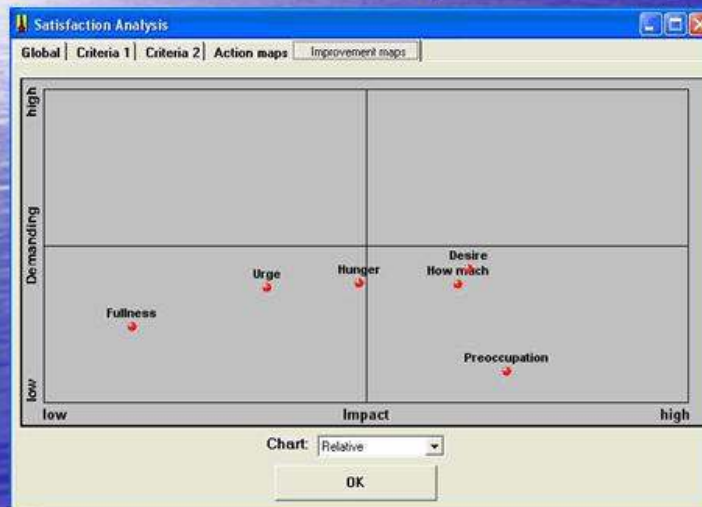 Satisfaction Analysis
Global Criteria 1 Criteria 2 Action maps Improvement maps
high
Demanding
low
Desire
Urge Hunger How mach
Fullness
Preoccupation
low Impact high
Chart: Relative
OK